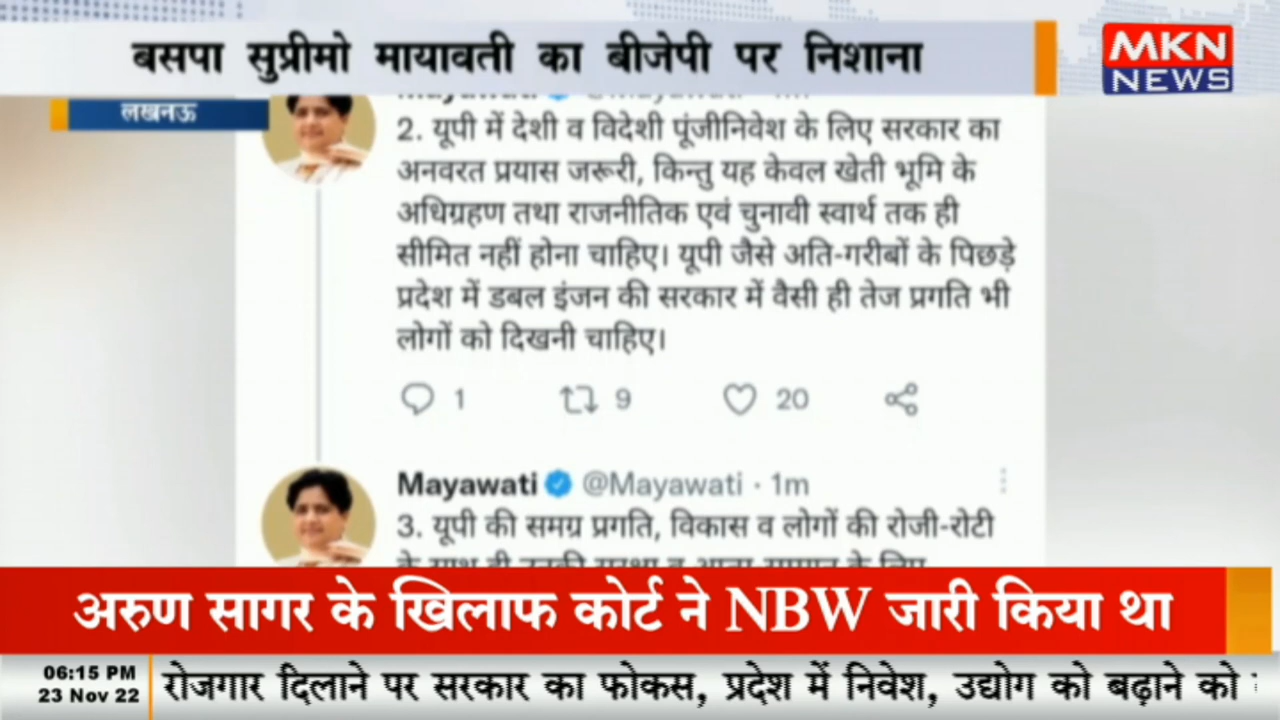 बसपा सुप्रीमो मायावती का बीजेपी पर निशाना
MKN
NEWS
लखनऊ
2. यूपी में देशी व विदेशी पूंजीनिवेश के लिए सरकार का
अनवरत प्रयास जरूरी, किन्तु यह केवल खेती भूमि के
अधिग्रहण तथा राजनीतिक एवं चुनावी स्वार्थ तक ही
सीमित नहीं होना चाहिए। यूपी जैसे अति-गरीबों के पिछड़े
प्रदेश में डबल इंजन की सरकार में वैसी ही तेज प्रगति भी
लोगों को दिखनी चाहिए।
1 9 20
Mayawati @Mayawati · 1m
3. यूपी की समग्र प्रगति, विकास व लोगों की रोजी-रोटी
अरुण सागर के खिलाफ कोर्ट ने NBW जारी किया था
06:15 PM
23 Nov 22
रोजगार दिलाने पर सरकार का फोकस, प्रदेश में निवेश, उद्योग को बढ़ाने को